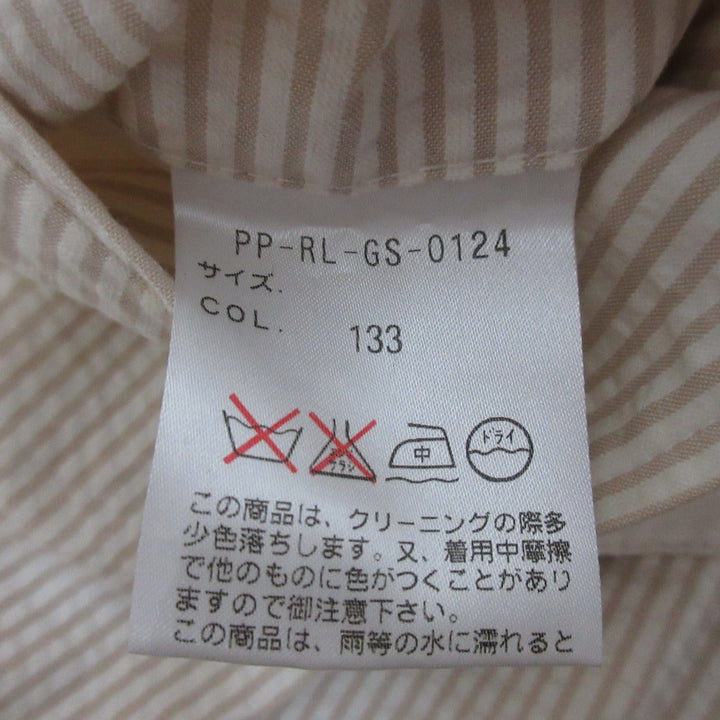 PP-RL-GS-0124
サイズ.
COL. 133
エンソ サラシ
中
ドライ
この商品は、クリーニングの際多
少色落ちします。又、着用中摩擦
で他のものに色がつくことがあり
ますので御注意下さい。
この商品は、雨等の水に濡れると